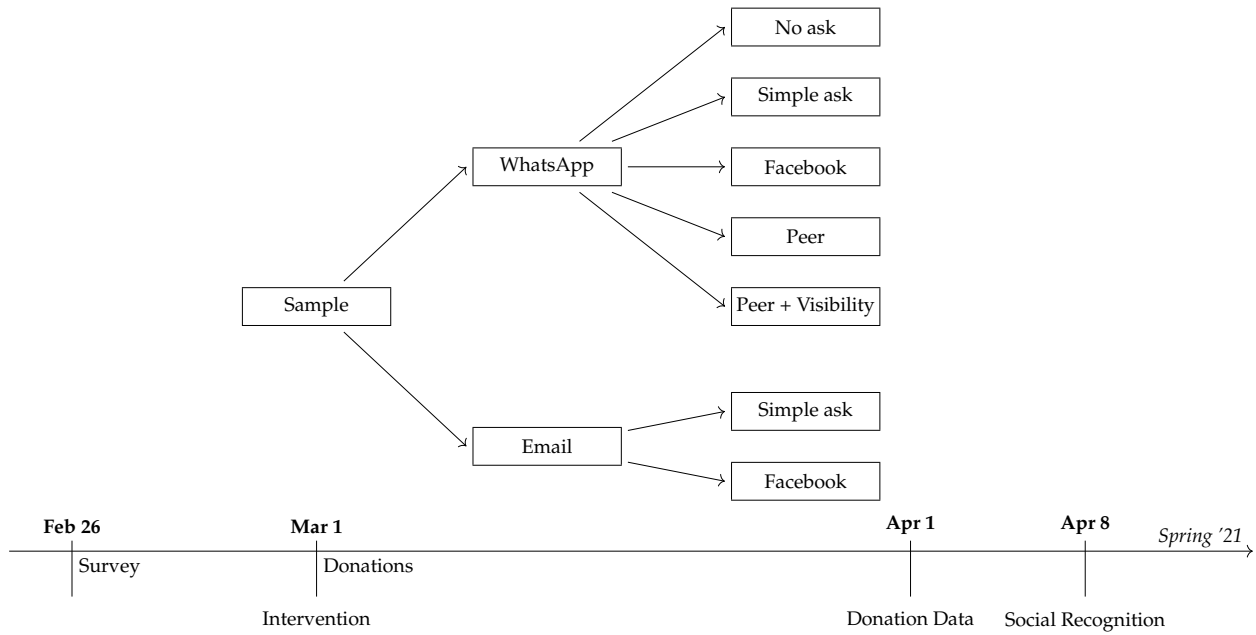 No ask
Simple ask
WhatsApp
Facebook
Peer
Sample
Peer + Visibility
Simple ask
Email
Facebook
Feb 26
Mar 1
Apr 1
Apr 8
Spring ’21
Survey
Donations
Intervention
Donation Data
Social Recognition